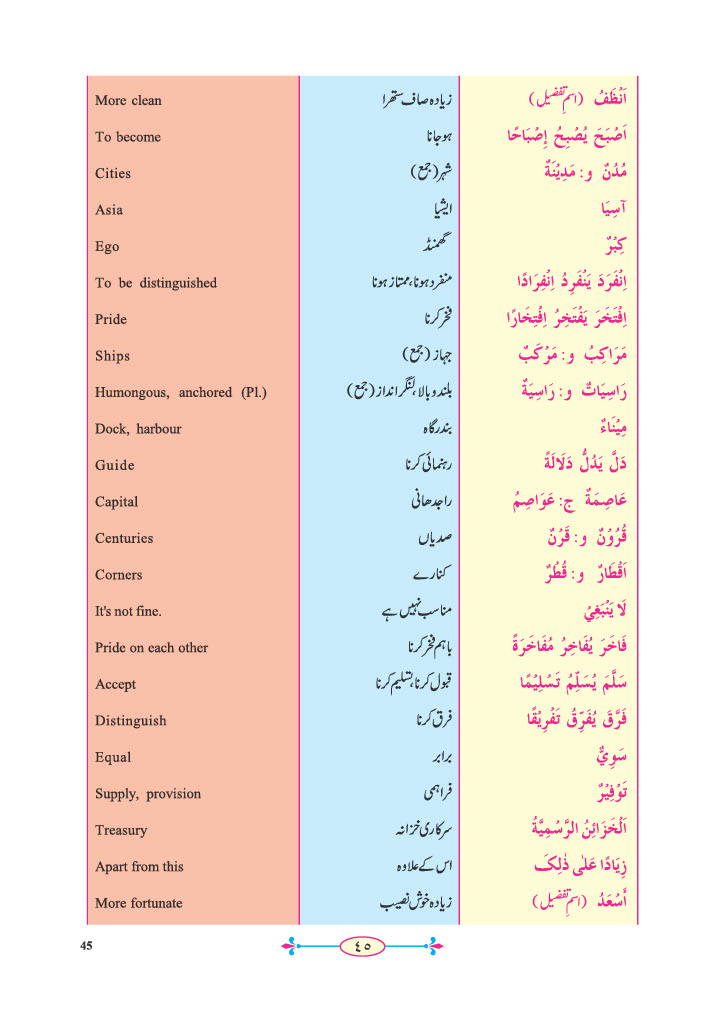 More clean زیادہ صاف ستھرا اَنْظَفُ (اسمِ تفضیل)
To become ہوجانا اَصْبَحَ یُصْبِحُ إِصْبَاحًا
Cities شہر (جمع) مُدُنٌ و: مَدِیْنَةٌ
Asia ایشیا آسِیَا
Ego گھمنڈ کِبْرٌ
To be distinguished منفرد ہونا، ممتاز ہونا اِنْفَرَدَ یَنْفَرِدُ اِنْفِرَادًا
Pride فخر کرنا اِفْتَخَرَ یَفْتَخِرُ اِفْتِخَارًا
Ships جہاز (جمع) مَرَاکِبُ و: مَرْکَبٌ
Humongous, anchored (Pl.) بلند و بالا، لنگر انداز (جمع) رَاسِیَاتٌ و: رَاسِیَةٌ
Dock, harbour بندرگاہ مِیْنَاءٌ
Guide رہنمائی کرنا دَلَّ یَدُلُّ دَلَالَةً
Capital راجدھانی عَاصِمَةٌ ج: عَوَاصِمُ
Centuries صدیاں قُرُوْنٌ و: قَرْنٌ
Corners کنارے اَقْطَارٌ و: قُطُرٌ
It's not fine. مناسب نہیں ہے لَا یَنْبَغِیْ
Pride on each other باہم فخر کرنا فَاخَرَ یُفَاخِرُ مُفَاخَرَةً
Accept قبول کرنا، تسلیم کرنا سَلَّمَ یُسَلِّمُ تَسْلِیْمًا
Distinguish فرق کرنا فَرَّقَ یُفَرِّقُ تَفْرِیْقًا
Equal برابر سَوِیٌّ
Supply, provision فراہمی تَوْفِیْرٌ
Treasury سرکاری خزانہ اَلْخَزَائِنُ الرَّسْمِیَّةُ
Apart from this اس کے علاوہ زِیَادًا عَلٰی ذٰلِکَ
More fortunate زیادہ خوش نصیب أَسْعَدُ (اسمِ تفضیل)
45 ٤٥